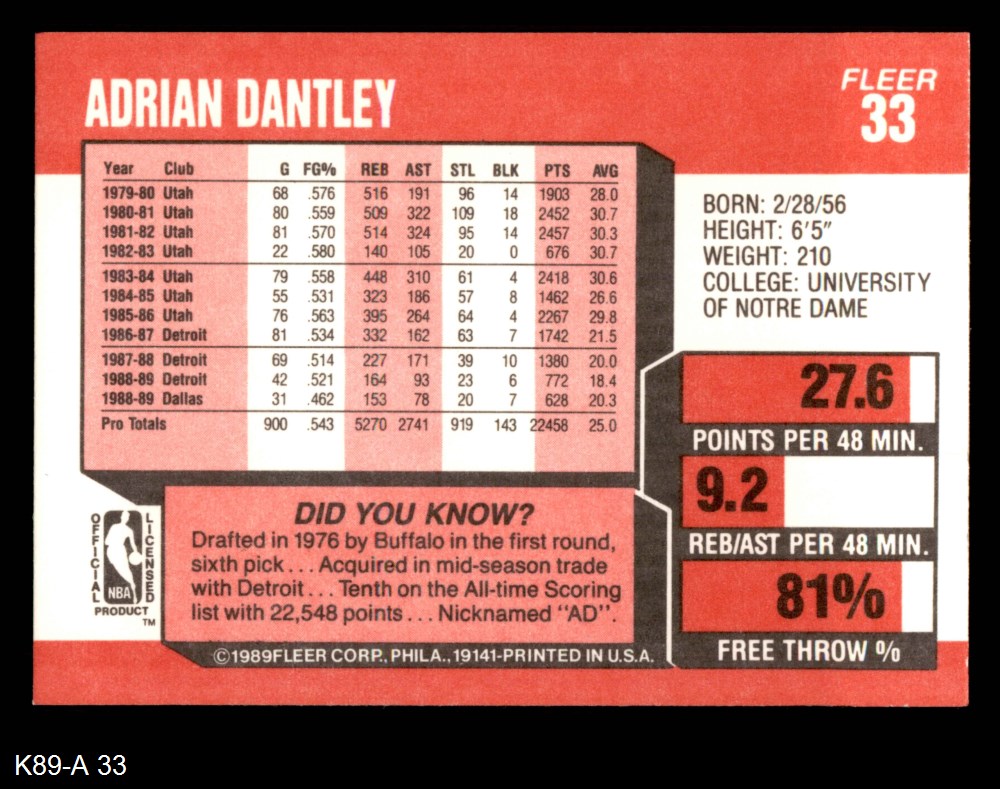 ADRIAN DANTLEY
FLEER
33
Year Club G FG% REB AST STL BLK PTS AVG
1979-80 Utah 68 .576 516 191 96 14 1903 28.0
1980-81 Utah 80 .559 509 322 109 18 2452 30.7
1981-82 Utah 81 .570 514 324 95 14 2457 30.3
1982-83 Utah 22 .580 140 105 20 0 676 30.7
1983-84 Utah 79 .558 448 310 61 4 2418 30.6
1984-85 Utah 55 .531 323 186 57 8 1462 26.6
1985-86 Utah 76 .563 395 264 64 4 2267 29.8
1986-87 Detroit 81 .534 332 162 63 7 1742 21.5
1987-88 Detroit 69 .514 227 171 39 10 1380 20.0
1988-89 Detroit 42 .521 164 93 23 6 772 18.4
1988-89 Dallas 31 .462 153 78 20 7 628 20.3
Pro Totals 900 .543 5270 2741 919 143 22458 25.0
BORN: 2/28/56
HEIGHT: 6'5"
WEIGHT: 210
COLLEGE: UNIVERSITY
OF NOTRE DAME
27.6
POINTS PER 48 MIN.
9.2
REB/AST PER 48 MIN.
81%
FREE THROW %
DID YOU KNOW?
Drafted in 1976 by Buffalo in the first round,
sixth pick... Acquired in mid-season trade
with Detroit... Tenth on the All-time Scoring
list with 22,548 points... Nicknamed "AD".
OFFICIAL
LICENSED
NBA
PRODUCT
TM
©1989 FLEER CORP., PHILA., 19141-PRINTED IN U.S.A.
K89-A 33